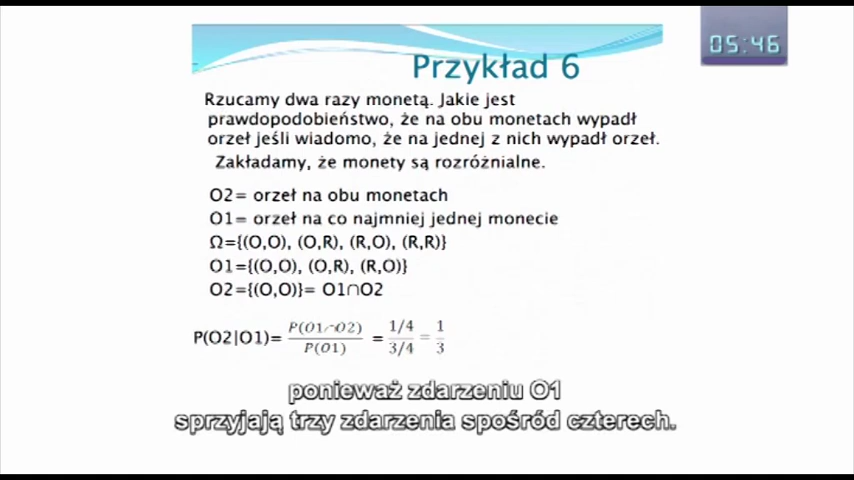 05:46
Przykład 6
Rzucamy dwa razy monetą. Jakie jest
prawdopodobieństwo, że na obu monetach wypadł
orzeł jeśli wiadomo, że na jednej z nich wypadł orzeł.
Zakładamy, że monety są rozróżnialne.
O2= orzeł na obu monetach
O1= orzeł na co najmniej jednej monecie
Ω={(O,O), (O,R), (R,O), (R,R)}
O1={(O,O), (O,R), (R,O)}
O2={(O,O)}= O1∩O2
P(O2|O1)= P(O1∩O2)/P(O1) = 1/4/3/4 = 1/3
ponieważ zdarzeniu O1
sprzyjają trzy zdarzenia spośród czterech.